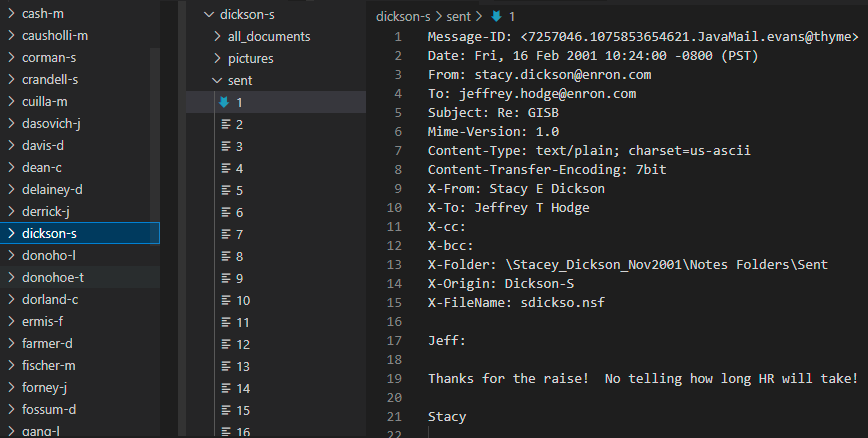 cash-m
causholli-m
corman-s
crandell-s
cuilla-m
dasovich-j
davis-d
dean-c
delainey-d
derrick-j
dickson-s
donoho-l
donohoe-t
dorland-c
ermis-f
farmer-d
fischer-m
forney-j
fossum-d
gang-l
dickson-s
all_documents
pictures
sent
1
2
3
4
5
6
7
8
9
10
11
12
13
14
15
16
dickson-s > sent > 1
1 Message-ID: <7257046.1075853654621.JavaMail.evans@thyme>
2 Date: Fri, 16 Feb 2001 10:24:00 -0800 (PST)
3 From: stacy.dickson@enron.com
4 To: jeffrey.hodge@enron.com
5 Subject: Re: GISB
6 Mime-Version: 1.0
7 Content-Type: text/plain; charset=us-ascii
8 Content-Transfer-Encoding: 7bit
9 X-From: Stacy E Dickson
10 X-To: Jeffrey T Hodge
11 X-cc:
12 X-bcc:
13 X-Folder: \Stacey_Dickson_Nov2001\Notes Folders\Sent
14 X-Origin: Dickson-S
15 X-FileName: sdickso.nsf
16
17 Jeff:
18
19 Thanks for the raise!  No telling how long HR will take!
20
21 Stacy
22